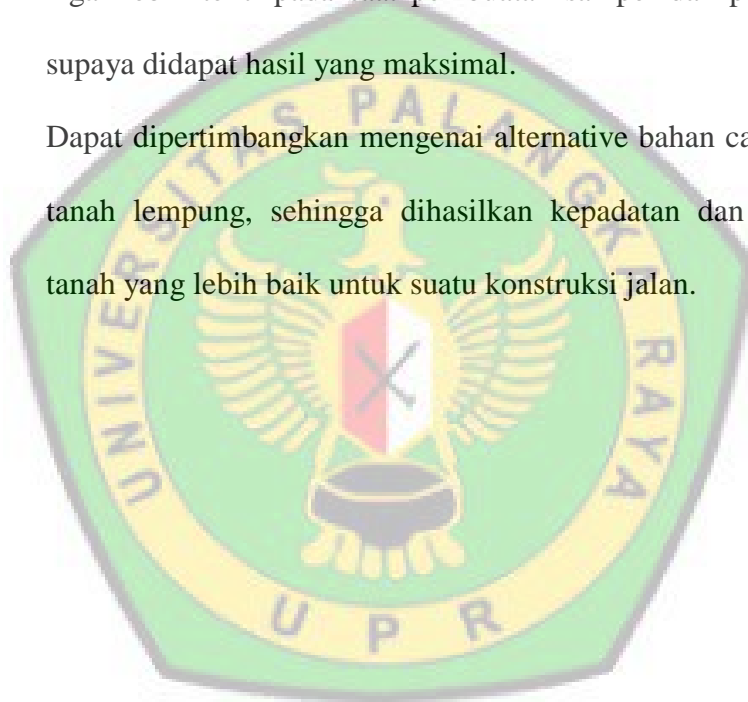 supaya didapat hasil yang maksimal.
Dapat dipertimbangkan mengenai alternative bahan
tanah lempung, sehingga dihasilkan kepadatan dan
tanah yang lebih baik untuk suatu konstruksi jalan.
UNIVERSITAS PALANGKA RAYA
UPR